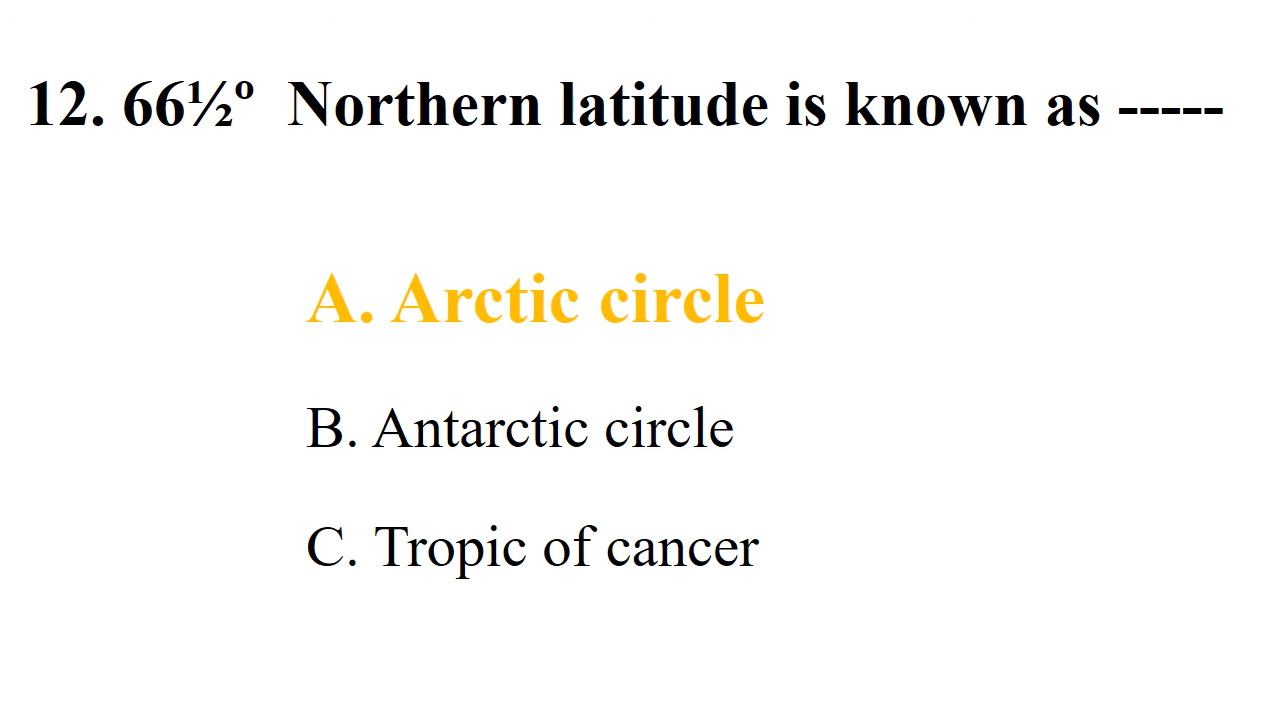 12. 66½º Northern latitude is known as -----
A. Arctic circle
B. Antarctic circle
C. Tropic of cancer